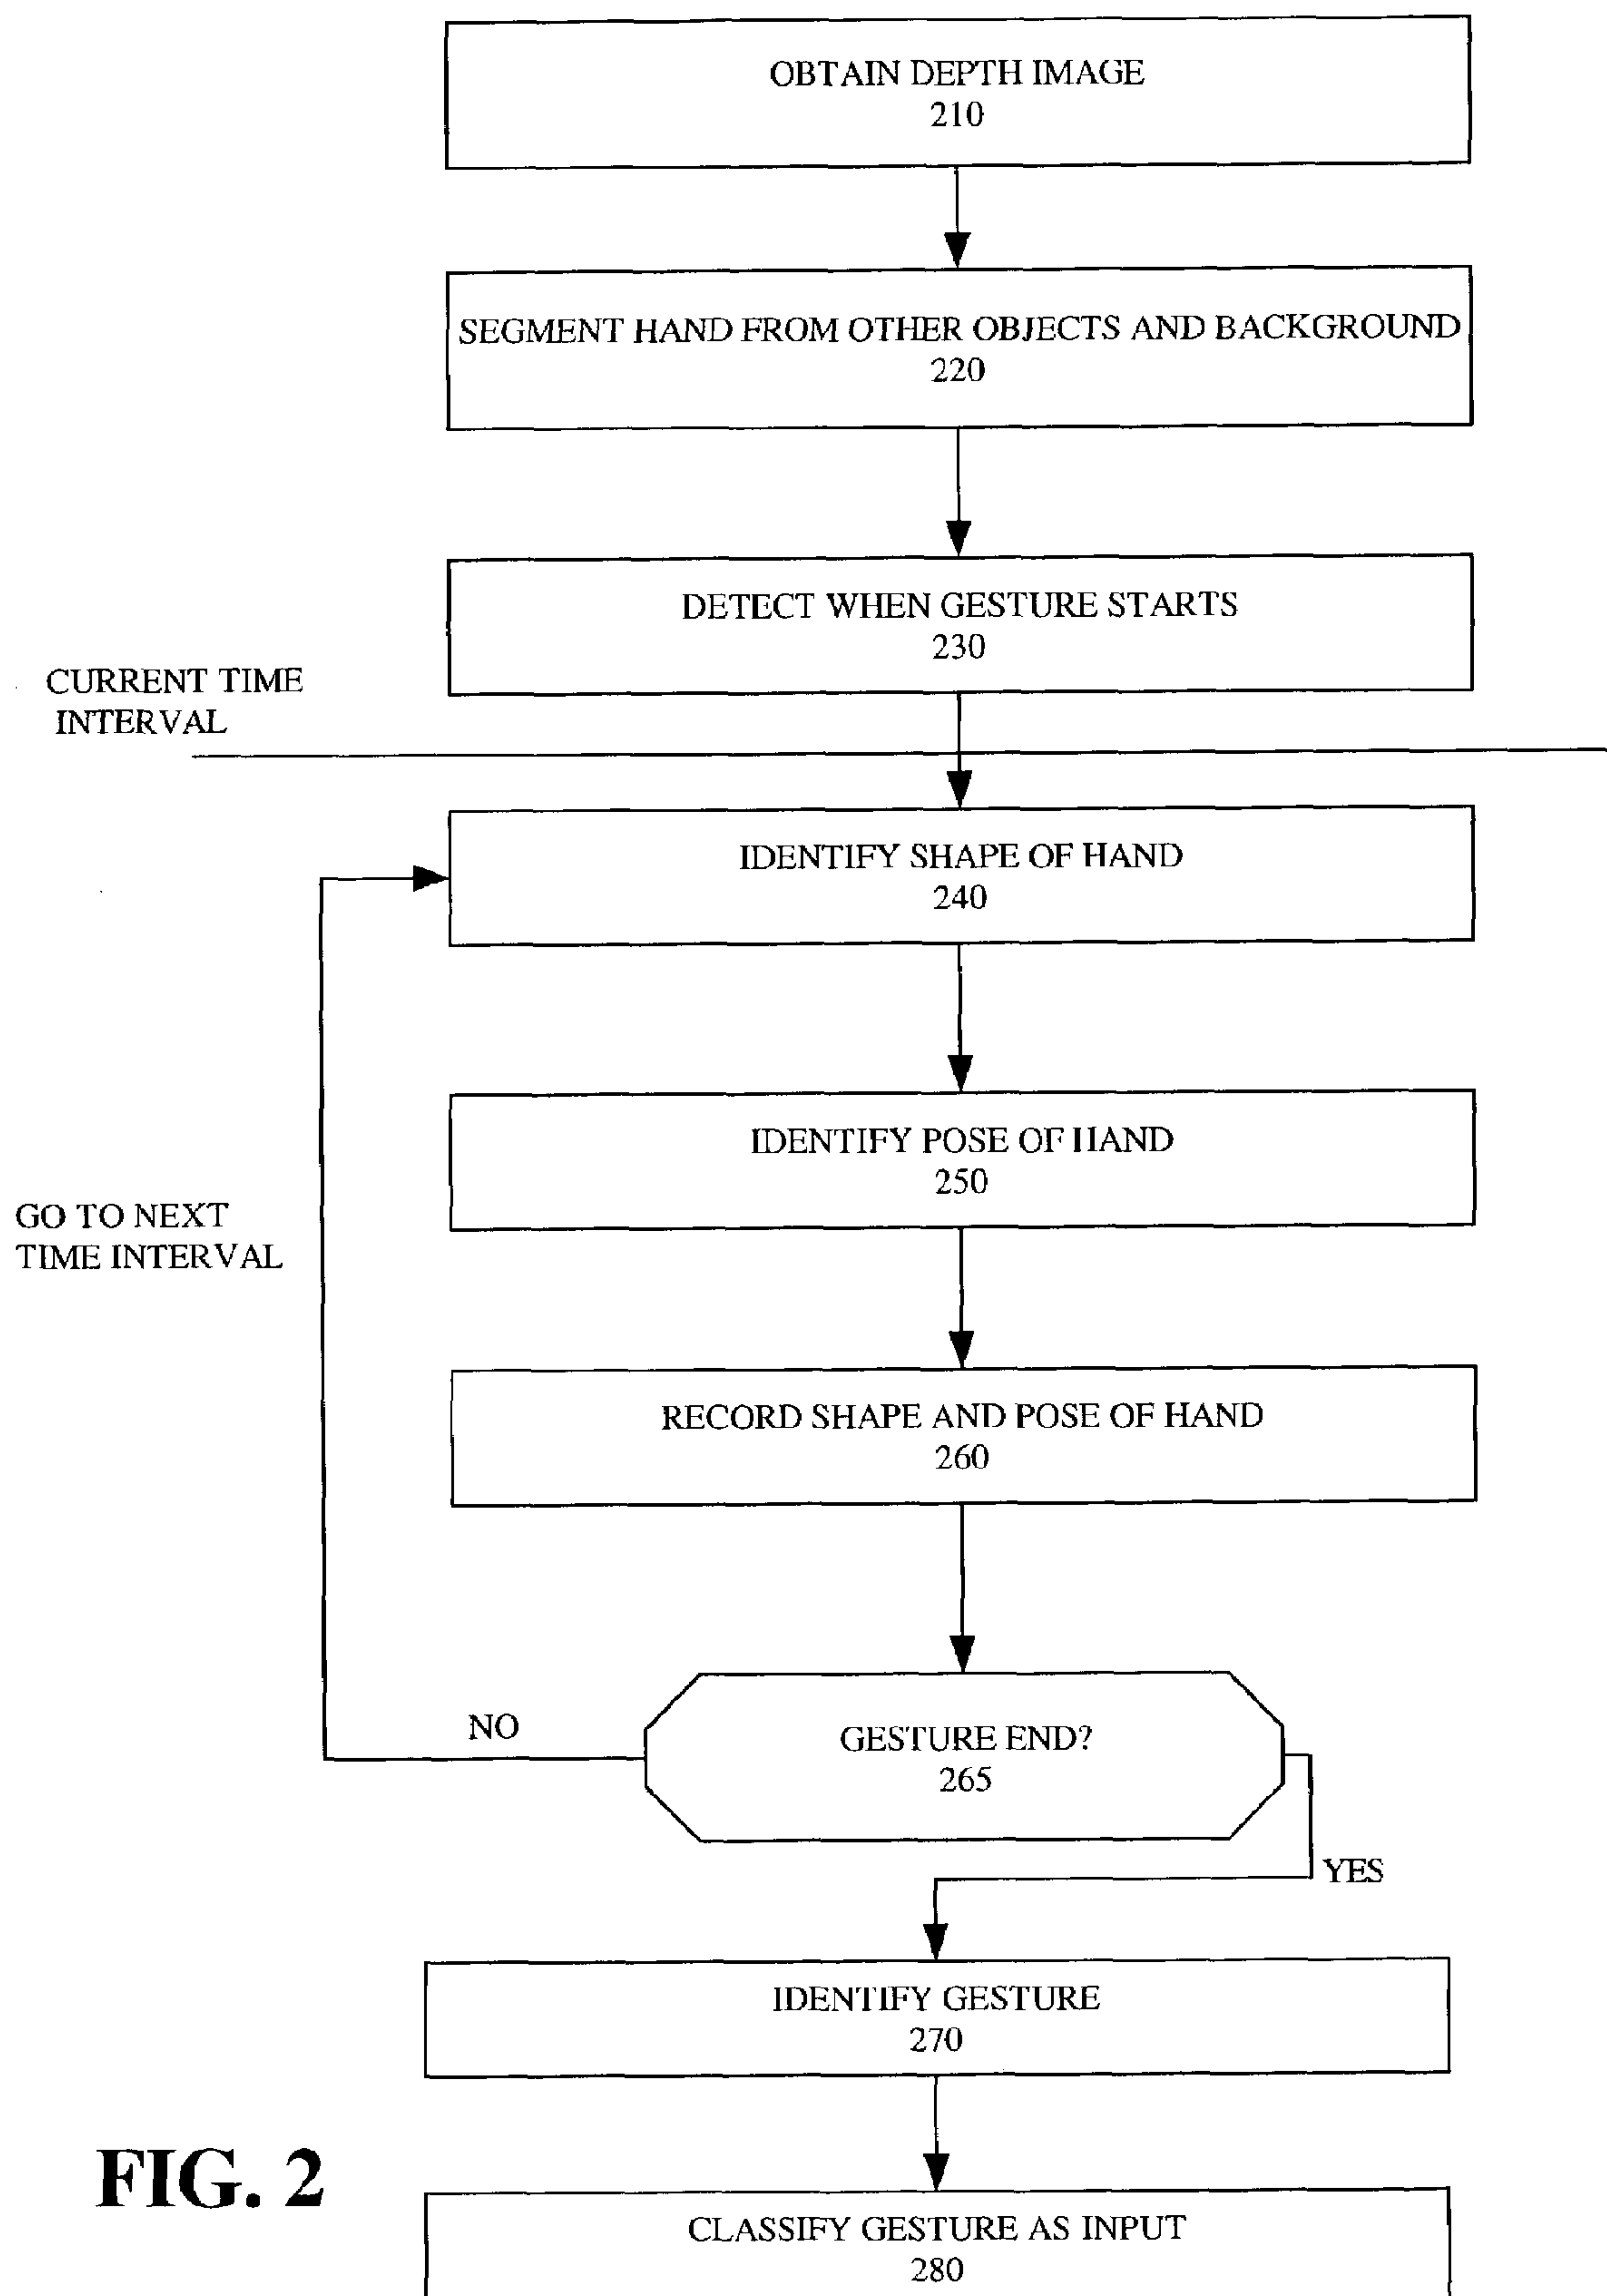 OBTAIN DEPTH IMAGE
210
SEGMENT HAND FROM OTHER OBJECTS AND BACKGROUND
220
DETECT WHEN GESTURE STARTS
230
CURRENT TIME
INTERVAL
IDENTIFY SHAPE OF HAND
240
IDENTIFY POSE OF HAND
250
GO TO NEXT
TIME INTERVAL
RECORD SHAPE AND POSE OF HAND
260
NO
GESTURE END?
265
YES
IDENTIFY GESTURE
270
FIG. 2
CLASSIFY GESTURE AS INPUT
280